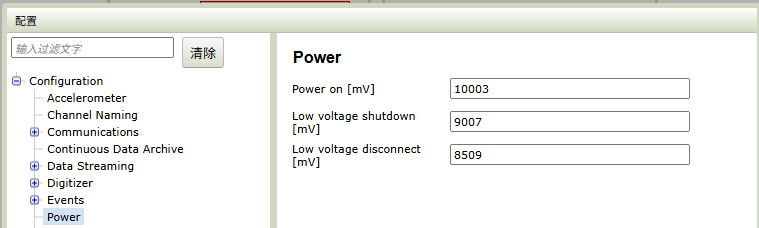 配置
输入过滤文字
清除
Configuration
Accelerometer
Channel Naming
Communications
Continuous Data Archive
Data Streaming
Digitizer
Events
Power
Power
Power on [mV]
10003
Low voltage shutdown
[mV]
9007
Low voltage disconnect
[mV]
8509